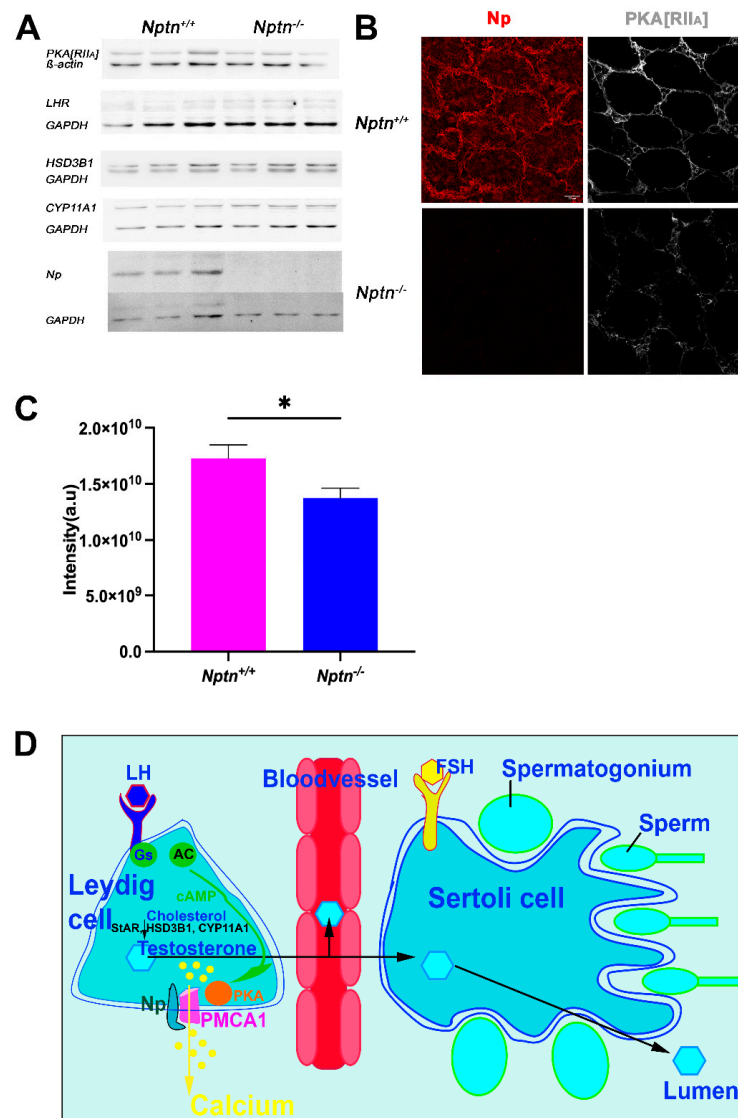 A
Nptn+/+ Nptn-/-
PKA[RIIA]
ß-actin
LHR
GAPDH
HSD3B1
GAPDH
CYP11A1
GAPDH
Np
GAPDH
B
Np PKA[RIIA]
Nptn+/+
Nptn-/-
C
*
Intensity(a.u)
2.0×10^10
1.5×10^10
1.0×10^10
5.0×10^9
0.0
Nptn+/+ Nptn-/-
D
LH
Gs AC
Leydig
cell
cAMP
Cholesterol
StAR, HSD3B1, CYP11A1
Testosterone
Np
PKA
PMCA1
Calcium
Bloodvessel
FSH
Spermatogonium
Sperm
Sertoli cell
Lumen